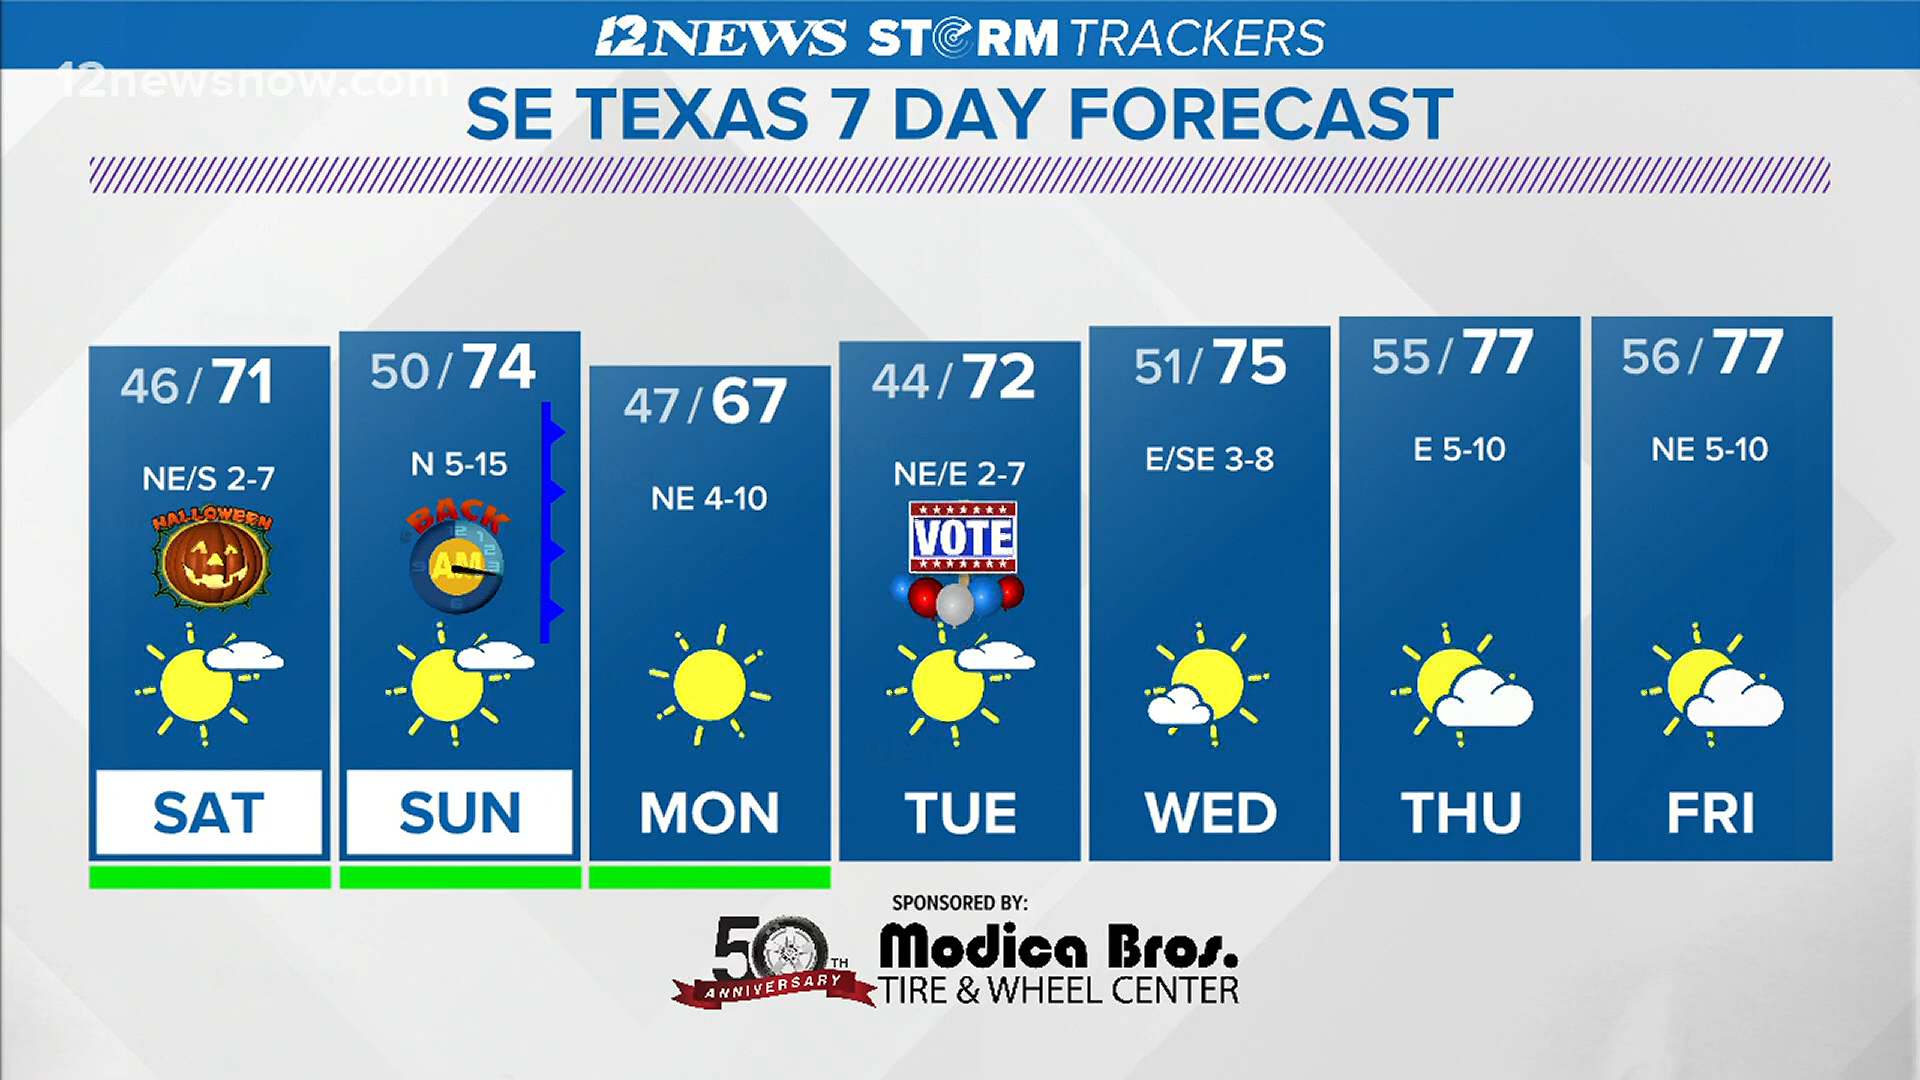 12NEWS STORM TRACKERS
12newsnow.com
SE TEXAS 7 DAY FORECAST
46/71
NE/S 2-7
HALLOWEEN
SAT
50/74
N 5-15
BACK
AM
SUN
47/67
NE 4-10
MON
44/72
NE/E 2-7
VOTE
TUE
51/75
E/SE 3-8
WED
55/77
E 5-10
THU
56/77
NE 5-10
FRI
SPONSORED BY:
50TH
ANNIVERSARY
Modica Bros.
TIRE & WHEEL CENTER